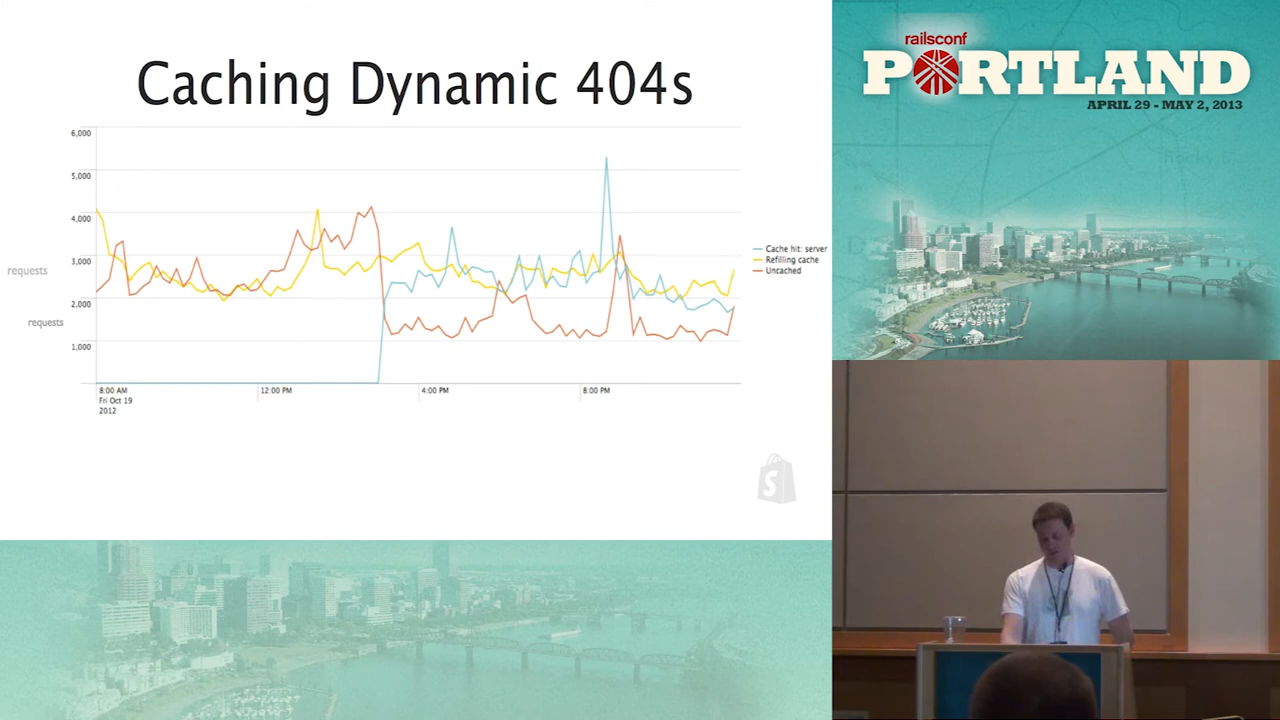 Caching Dynamic 404s
6,000
5,000
4,000
3,000
2,000
1,000
requests
requests
Cache hit: server
Refilling cache
Uncached
8:00 AM
Fri Oct 19
2012
12:00 PM
4:00 PM
8:00 PM
S
railsconf
PORTLAND
APRIL 29 - MAY 2, 2013